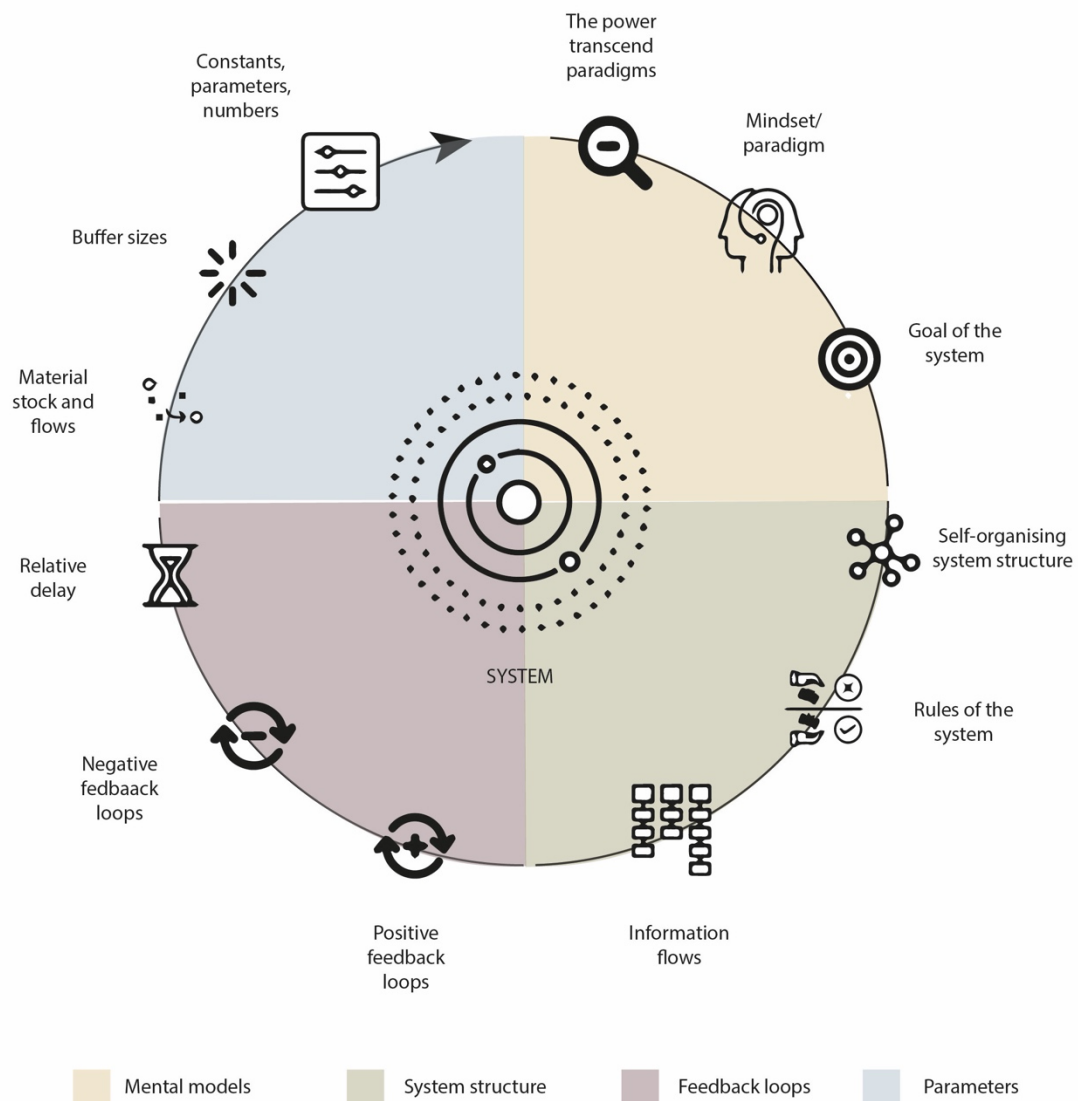 The power
transcend
paradigms
Constants,
parameters,
numbers
Mindset/
paradigm
Buffer sizes
Goal of the
system
Material
stock and
flows
Self-organising
system structure
Relative
delay
SYSTEM
Rules of the
system
Negative
fedbaack
loops
Positive
feedback
loops
Information
flows
Mental models
System structure
Feedback loops
Parameters